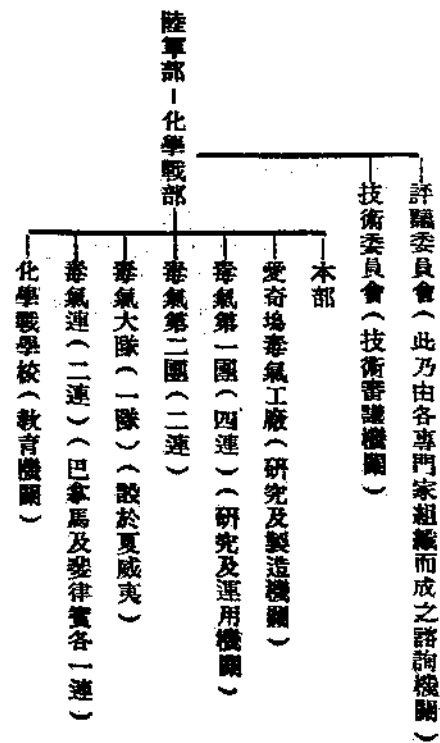 評議委員會(此乃由各專門家組織而成之諮詢機關)
技術委員會(技術審議機關)
陸軍部-化學戰部
本部
愛奇塢毒氣工廠(研究及製造機關)
毒氣第一團(四連)(研究及運用機關)
毒氣第二團(二連)
毒氣大隊(一隊)(設於夏威夷)
毒氣連(二連)(巴拿馬及斐律賓各一連)
化學戰學校(教育機關)